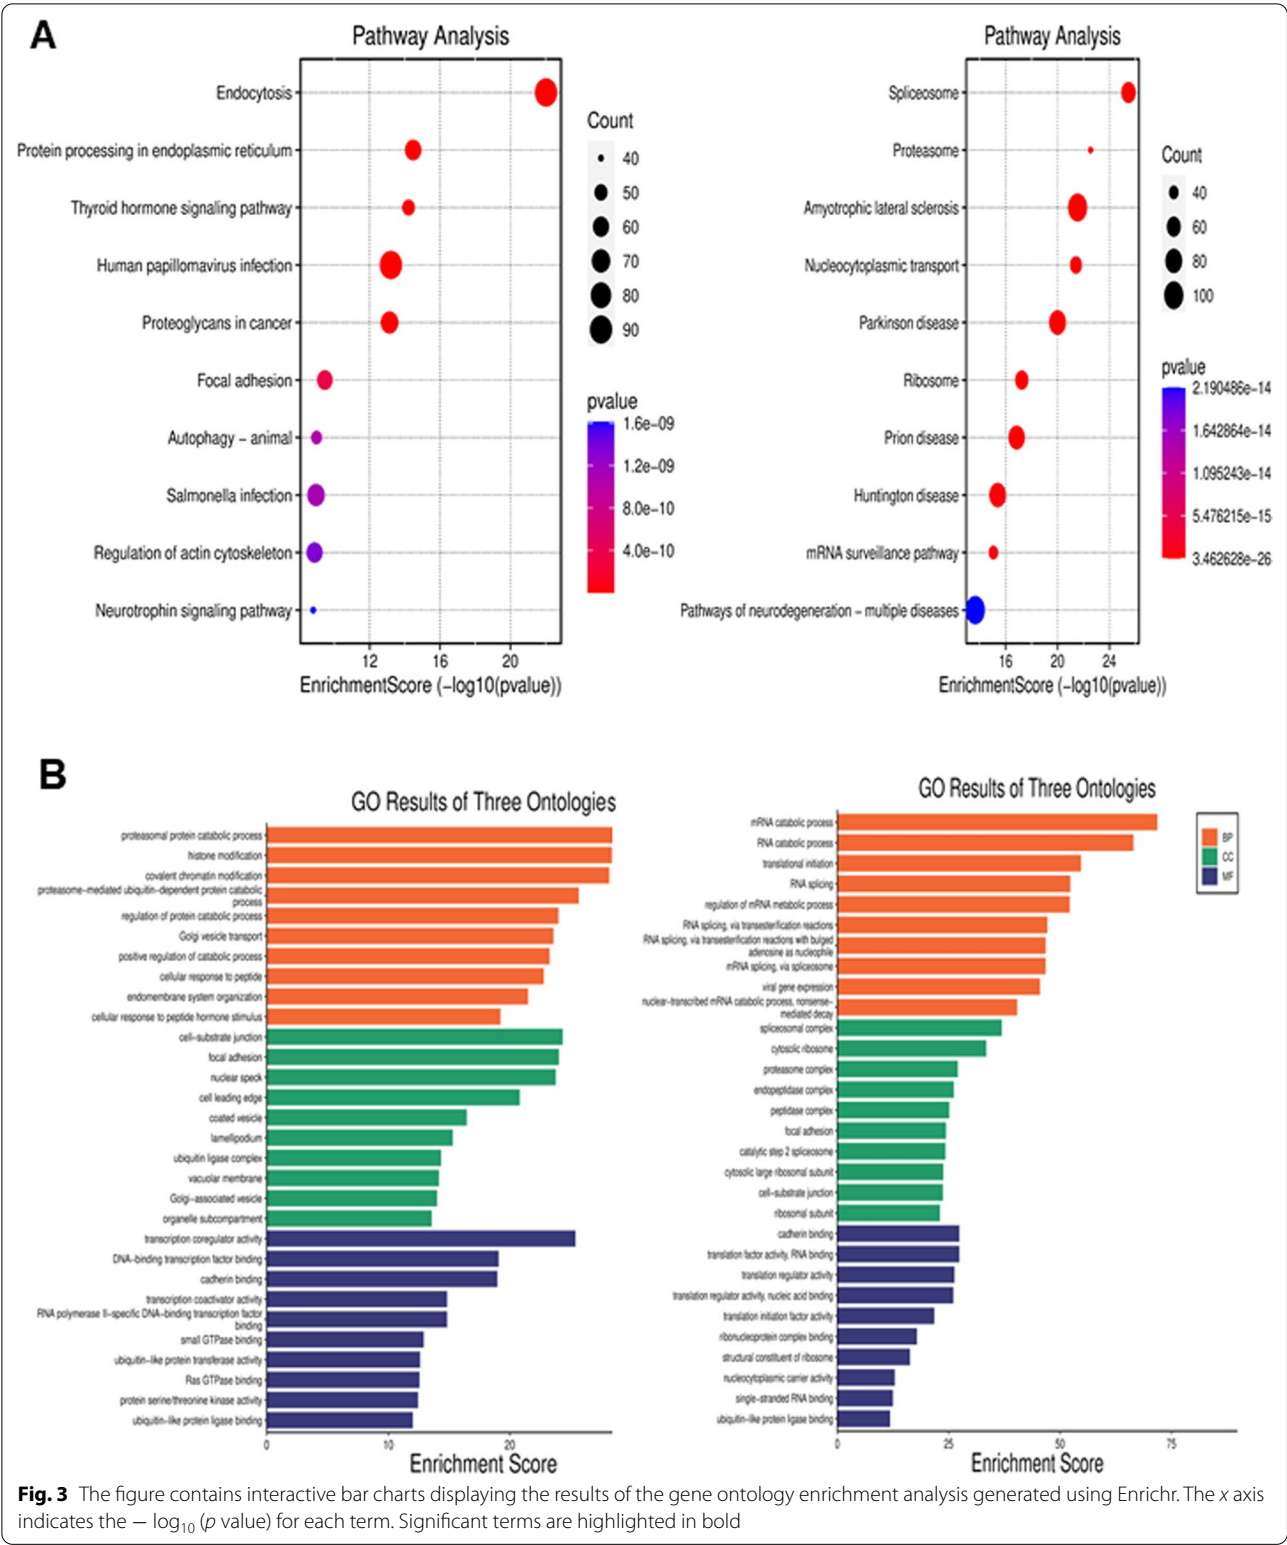 A
Pathway Analysis
Endocytosis
Protein processing in endoplasmic reticulum
Thyroid hormone signaling pathway
Human papillomavirus infection
Proteoglycans in cancer
Focal adhesion
Autophagy – animal
Salmonella infection
Regulation of actin cytoskeleton
Neurotrophin signaling pathway
12 16 20
EnrichmentScore (−log10(pvalue))
Count
40
50
60
70
80
90
pvalue
1.6e−09
1.2e−09
8.0e−10
4.0e−10
Pathway Analysis
Spliceosome
Proteasome
Amyotrophic lateral sclerosis
Nucleocytoplasmic transport
Parkinson disease
Ribosome
Prion disease
Huntington disease
mRNA surveillance pathway
Pathways of neurodegeneration – multiple diseases
16 20 24
EnrichmentScore (−log10(pvalue))
Count
40
60
80
100
pvalue
2.190486e−14
1.642864e−14
1.095243e−14
5.476215e−15
3.462628e−26
B
GO Results of Three Ontologies
proteasomal protein catabolic process
histone modification
covalent chromatin modification
proteasome−mediated ubiquitin−dependent protein catabolic
process
regulation of protein catabolic process
Golgi vesicle transport
positive regulation of catabolic process
cellular response to peptide
endomembrane system organization
cellular response to peptide hormone stimulus
cell−substrate junction
focal adhesion
nuclear speck
cell leading edge
coated vesicle
lamellipodium
ubiquitin ligase complex
vacuolar membrane
Golgi−associated vesicle
organelle subcompartment
transcription coregulator activity
DNA−binding transcription factor binding
cadherin binding
transcription coactivator activity
RNA polymerase II−specific DNA−binding transcription factor
binding
small GTPase binding
ubiquitin−like protein transferase activity
Ras GTPase binding
protein serine/threonine kinase activity
ubiquitin−like protein ligase binding
0 10 20
Enrichment Score
GO Results of Three Ontologies
mRNA catabolic process
RNA catabolic process
translational initiation
RNA splicing
regulation of mRNA metabolic process
RNA splicing, via transesterification reactions
RNA splicing, via transesterification reactions with bulged
adenosine as nucleophile
mRNA splicing, via spliceosome
viral gene expression
nuclear−transcribed mRNA catabolic process, nonsense−
mediated decay
spliceosomal complex
cytosolic ribosome
proteasome complex
endopeptidase complex
peptidase complex
focal adhesion
catalytic step 2 spliceosome
cytosolic large ribosomal subunit
cell−substrate junction
ribosomal subunit
cadherin binding
translation factor activity, RNA binding
translation regulator activity
translation regulator activity, nucleic acid binding
translation initiation factor activity
ribonucleoprotein complex binding
structural constituent of ribosome
nucleocytoplasmic carrier activity
single−stranded RNA binding
ubiquitin−like protein ligase binding
0 25 50 75
Enrichment Score
BP
CC
MF
Fig. 3 The figure contains interactive bar charts displaying the results of the gene ontology enrichment analysis generated using Enrichr. The x axis
indicates the − log10 (p value) for each term. Significant terms are highlighted in bold